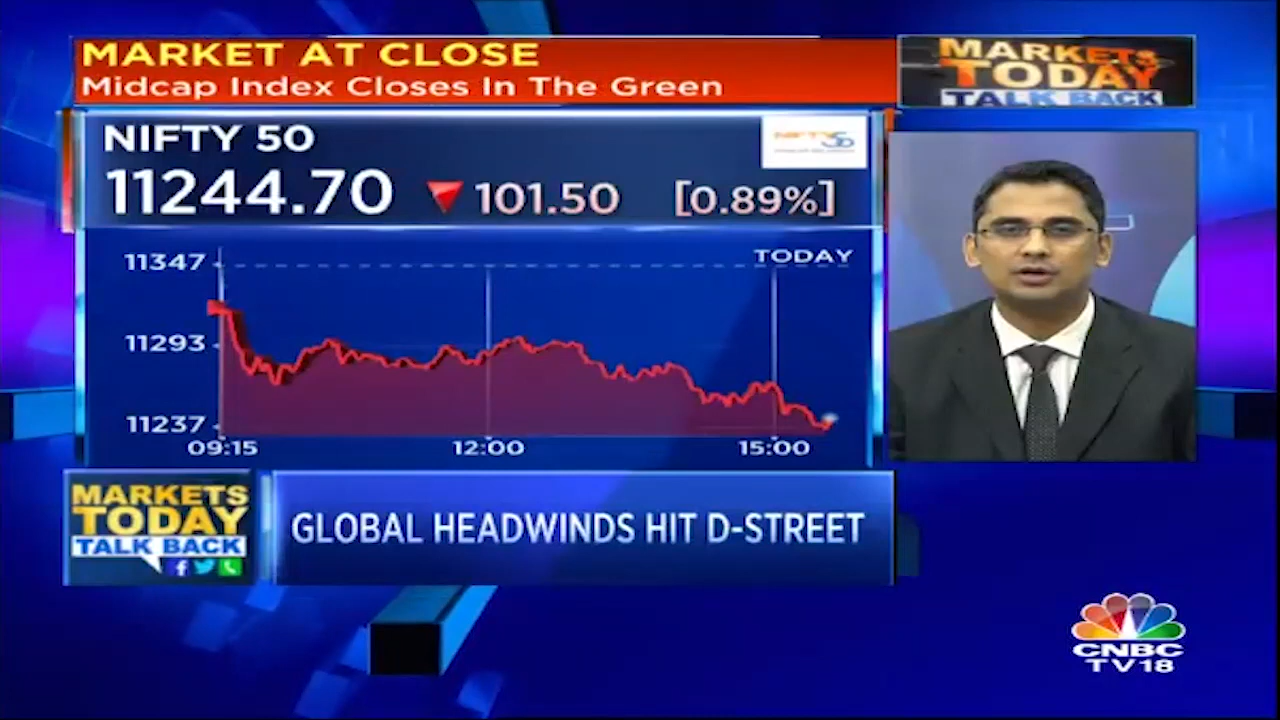 MARKET AT CLOSE
Midcap Index Closes In The Green
MARKETS
TODAY
TALK BACK
NIFTY 50
11244.70 ▼ 101.50 [0.89%]
NIFTY 50
TODAY
11347
11293
11237
09:15 12:00 15:00
MARKETS
TODAY
TALK BACK
GLOBAL HEADWINDS HIT D-STREET
CNBC
TV18